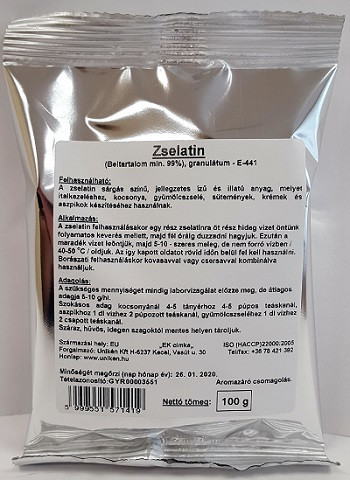 Zselatin
(Beltartalom min. 99%), granulátum - E-441
Felhasználható:
A zselatin sárgás színű, jellegzetes ízű és illatú anyag, melyet
italkezeléshez, kocsonya, gyümölcszselé, sütemények, krémek és
aszpikok készítéséhez használnak.
Alkalmazás:
A zselatin felhasználásakor egy rész zselatinra öt rész hideg vizet öntünk
folyamatos keverés mellett, majd fél óráig duzzadni hagyjuk. Ezután a
maradék vizet leöntjük, majd 5-10 - szeres meleg, de nem forró vízben /
40-50 °C / oldjuk. Az így kapott oldatot rövid időn belül fel kell használni.
Borászati felhasználáskor kovasavval vagy csersavval kombinálva
használjuk.
Adagolás:
A szükséges mennyiséget mindig laborvizsgálat előzze meg, de átlagos
adagja 5-10 g/hl.
Szokásos adag kocsonyánál 4-5 tányérhoz 4-5 púpos teáskanál,
aszpikhoz 1 dl vízhez 2 púpozott teáskanál, gyümölcszseléhez 1 dl vízhez
2 csapott teáskanál.
Száraz, hűvös, idegen szagoktól mentes helyen tároljuk.
Származási hely: EU „EK címke„ ISO (HACCP)22000:2005
Forgalmazó: Unikén Kft H-6237 Kecel, Vasút u. 30 Tel/fax: +36 78 421 392
Honlap: www.uniken.hu
Minőségét megőrzi (nap hónap év): 26. 01. 2020.
Tételazonosító:GYR00003551 Aromazáró csomagolás.
5 999551 571419
Nettó tömeg: 100 g